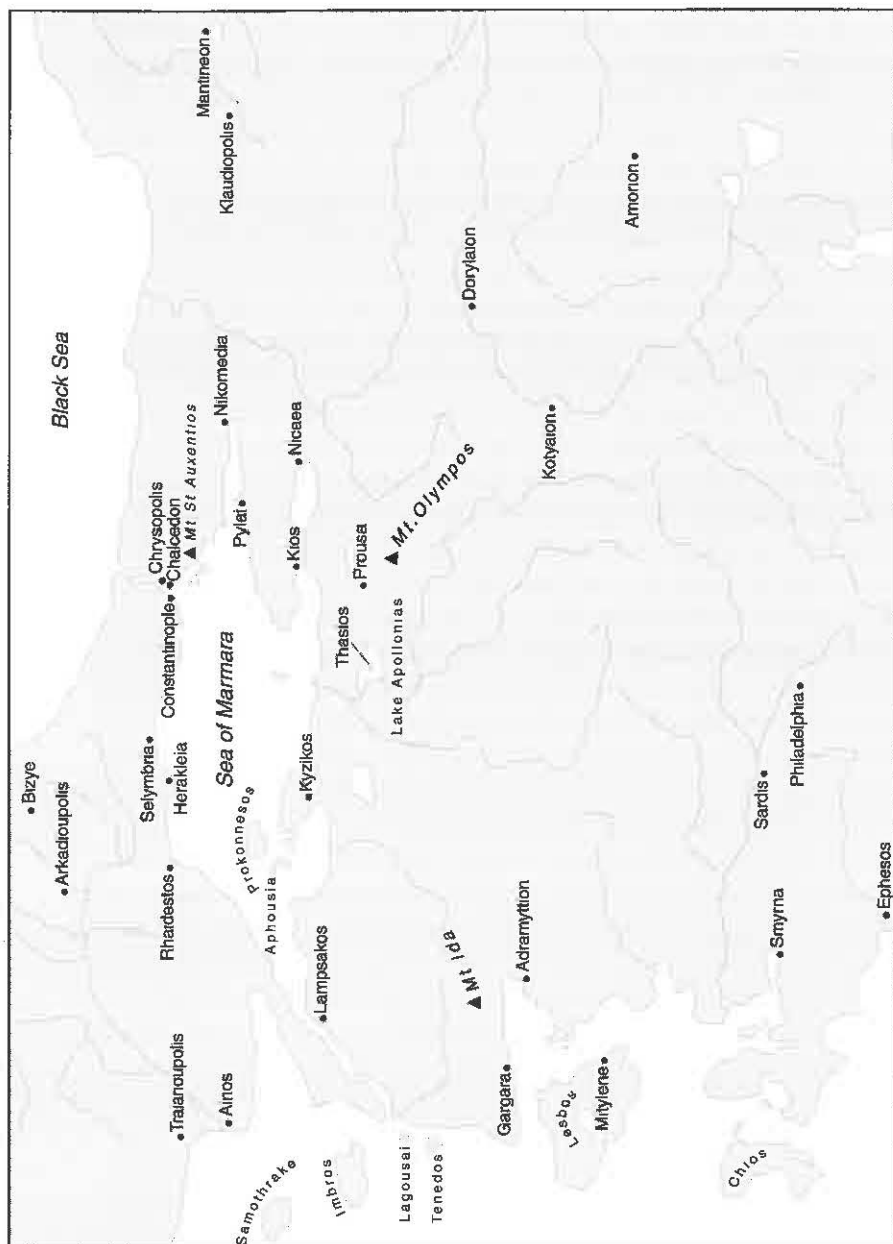 Bizye
Arkadioupolis
Black Sea
Traianoupolis
Rhaidestos
Selymbria
Herakleia
Constantinople
Chrysopolis
Chalcedon
Mt St Auxentios
Mantineon
Klaudiopolis
Ainos
Samothrake
Prokonnesos
Aphousia
Sea of Marmara
Pylai
Nikomedia
Imbros
Lampsakos
Kyzikos
Kios
Nicaea
Thasios
Prousa
Lagousai
Tenedos
Lake Apollonias
Mt. Olympos
Mt Ida
Dorylaion
Gargara
Adramyttion
Kotyaion
Lesbos
Mitylene
Amorion
Chios
Smyrna
Sardis
Philadelphia
Ephesos